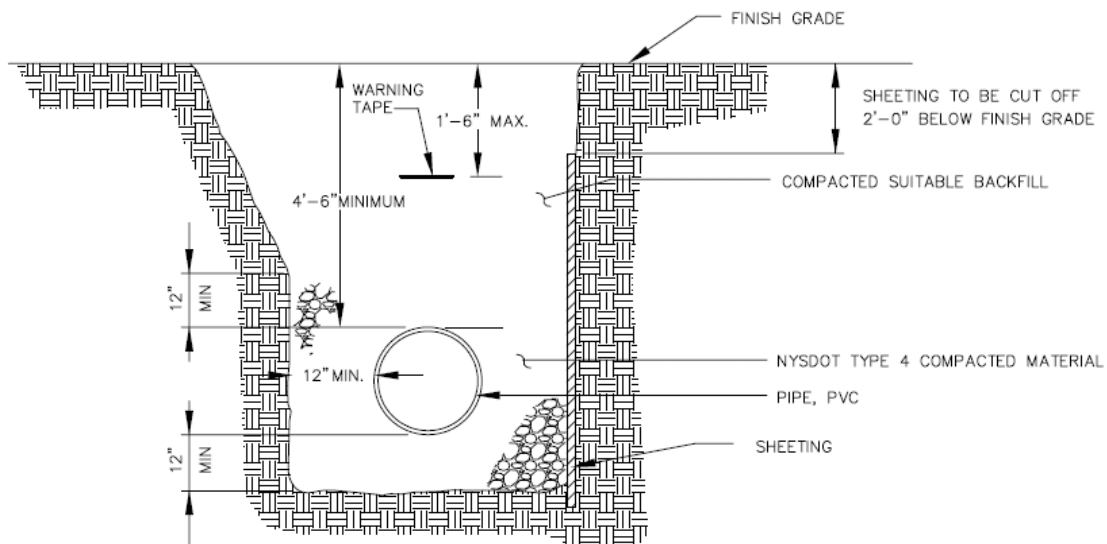 FINISH GRADE
WARNING
TAPE
1'-6" MAX.
SHEETING TO BE CUT OFF
2'-0" BELOW FINISH GRADE
COMPACTED SUITABLE BACKFILL
4'-6"MINIMUM
12"
MIN
NYSDOT TYPE 4 COMPACTED MATERIAL
12" MIN.
PIPE, PVC
SHEETING
12"
MIN